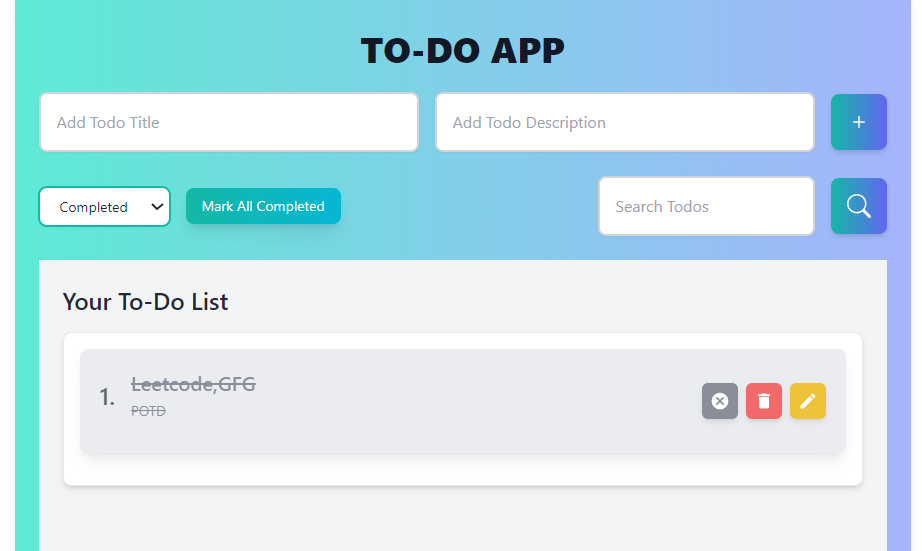 TO-DO APP
Add Todo Title
Add Todo Description
+
Completed
Mark All Completed
Search Todos
Your To-Do List
1.
Leetcode,GFG
POTD